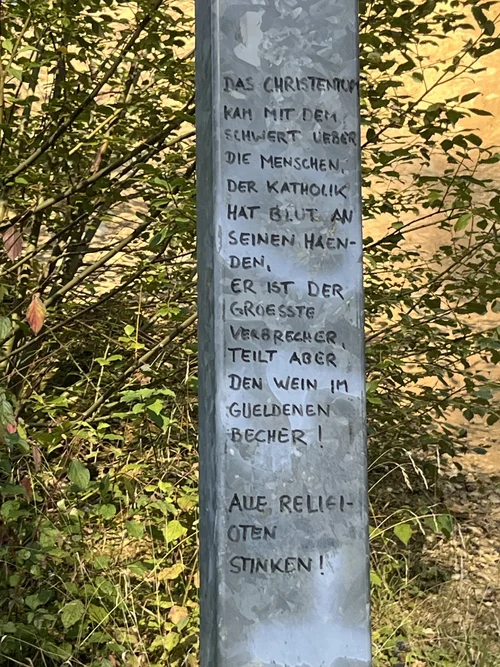 DAS CHRISTENTUM
KAM MIT DEM
SCHWERT UEBER
DIE MENSCHEN,
DER KATHOLIK
HAT BLUT AN
SEINEN HAEN-
DEN,
ER IST DER
GROESSTE
VERBRECHER,
TEILT ABER
DEN WEIN IM
GUELDENEN
BECHER!
ALLE RELIGI-
OTEN
STINKEN!